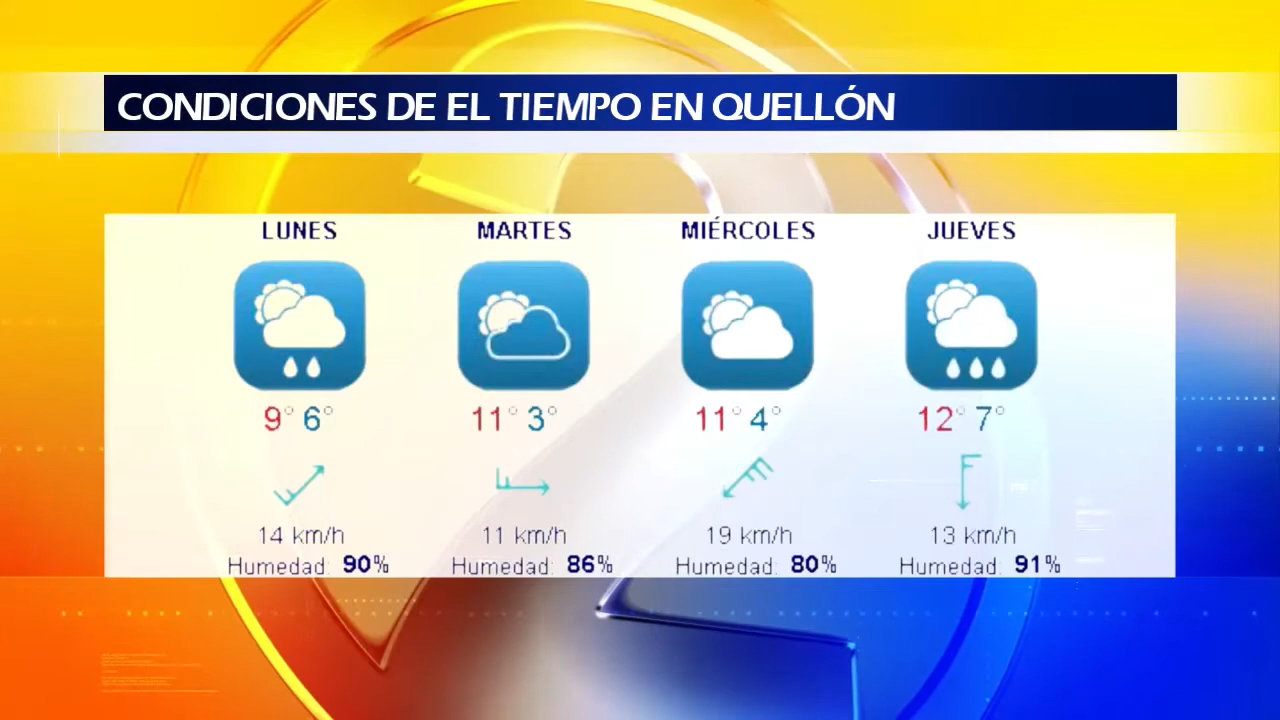 CONDICIONES DE EL TIEMPO EN QUELLÓN
LUNES MARTES MIÉRCOLES JUEVES
9° 6° 11° 3° 11° 4° 12° 7°
14 km/h 11 km/h 19 km/h 13 km/h
Humedad: 90% Humedad: 86% Humedad: 80% Humedad: 91%